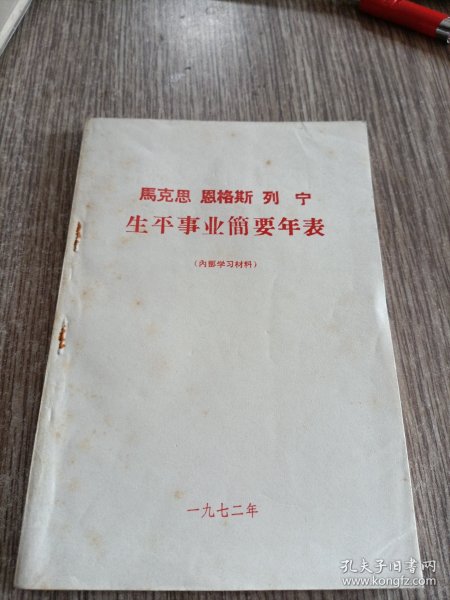 馬克思 恩格斯 列 宁
生平事业簡要年表
(內部学习材料)
一九七二年
孔夫子旧书网
www.kongfz.com